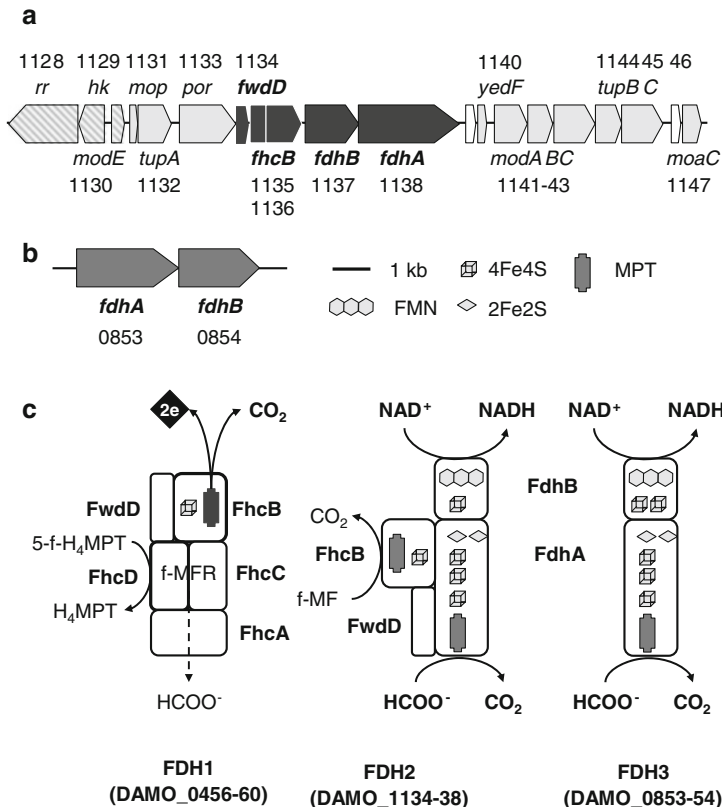 a
1128 1129 1131 1133 1134 1140 1144 45 46
rr hk mop por fwdD yedF tupB C
modE tupA fhcB fdhB fdhA modA BC moaC
1130 1132 1135 1137 1138 1141-43 1147
1136
b
1 kb 4Fe4S MPT
FMN 2Fe2S
fdhA fdhB
0853 0854
c
2e CO₂ NAD⁺ NADH NAD⁺ NADH
FwdD FhcB FdhB
CO₂
5-f-H₄MPT FhcB FdhA
FhcD f-MFR FhcC
f-MF
H₄MPT FwdD
FhcA
HCOO⁻ HCOO⁻ CO₂ HCOO⁻ CO₂
FDH1 FDH2 FDH3
(DAMO_0456-60) (DAMO_1134-38) (DAMO_0853-54)